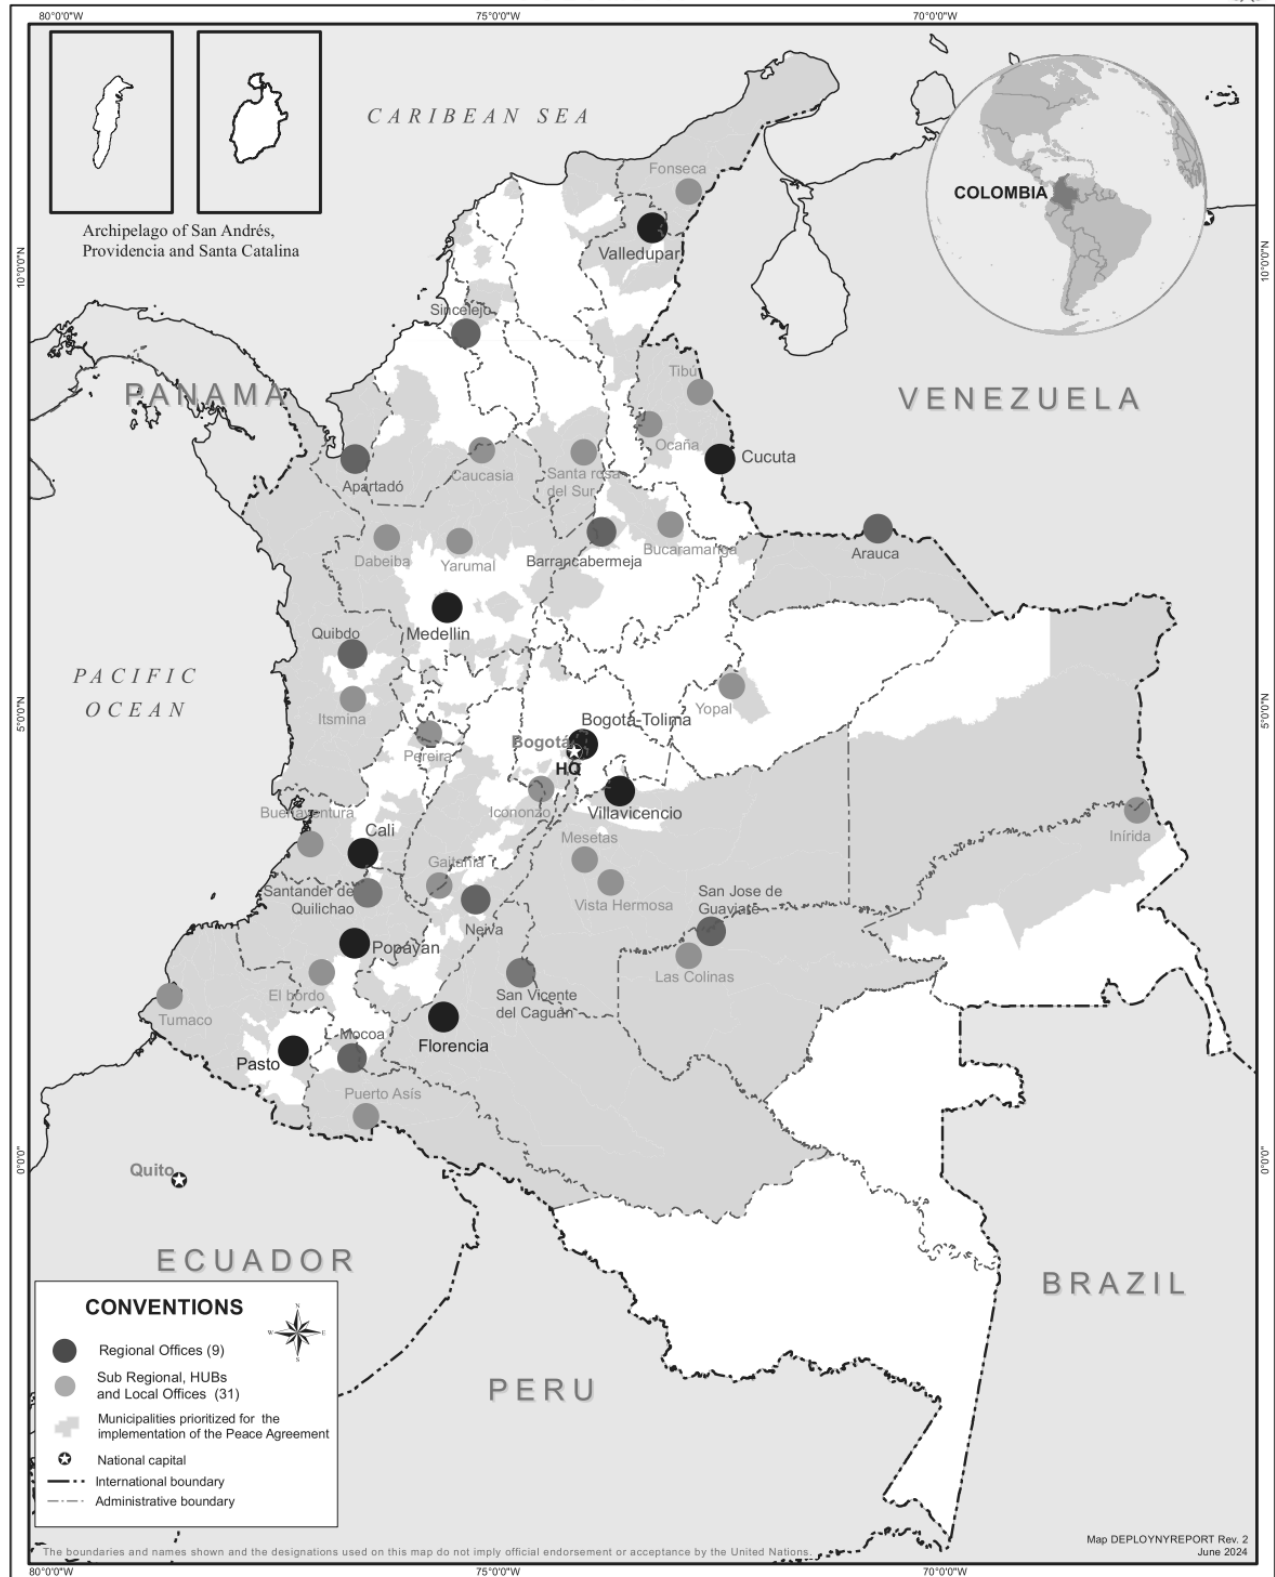 80°0'0"W
75°0'0"W
70°0'0"W
CARIBEAN SEA
COLOMBIA
Archipelago of San Andrés,
Providencia and Santa Catalina
Fonseca
Valledupar
10°0'0"N
10°0'0"N
Sincelejo
PANAMA
VENEZUELA
Tibú
Ocaña
Cucuta
Apartadó
Caucasia
Santa rosa
del Sur
Dabeiba
Yarumal
Barrancabermeja
Bucaramanga
Arauca
Medellin
Quibdo
PACIFIC
OCEAN
Itsmina
Yopal
5°0'0"N
5°0'0"N
Bogotá-Tolima
Bogotá
HQ
Pereira
Buenaventura
Icononzo
Villavicencio
Cali
Mesetas
Inírida
Gaitania
Santander de
Quilichao
Vista Hermosa
San Jose de
Guaviare
Neiva
Popáyan
Las Colinas
El bordo
San Vicente
del Caguán
Tumaco
Mocoa
Florencia
Pasto
Puerto Asís
Quito
0°0'0"
0°0'0"
ECUADOR
BRAZIL
PERU
CONVENTIONS
N
W
E
S
Regional Offices (9)
Sub Regional, HUBs
and Local Offices (31)
Municipalities prioritized for the
implementation of the Peace Agreement
National capital
International boundary
Administrative boundary
Map DEPLOYNYREPORT Rev. 2
June 2024
The boundaries and names shown and the designations used on this map do not imply official endorsement or acceptance by the United Nations.
80°0'0"W
75°0'0"W
70°0'0"W